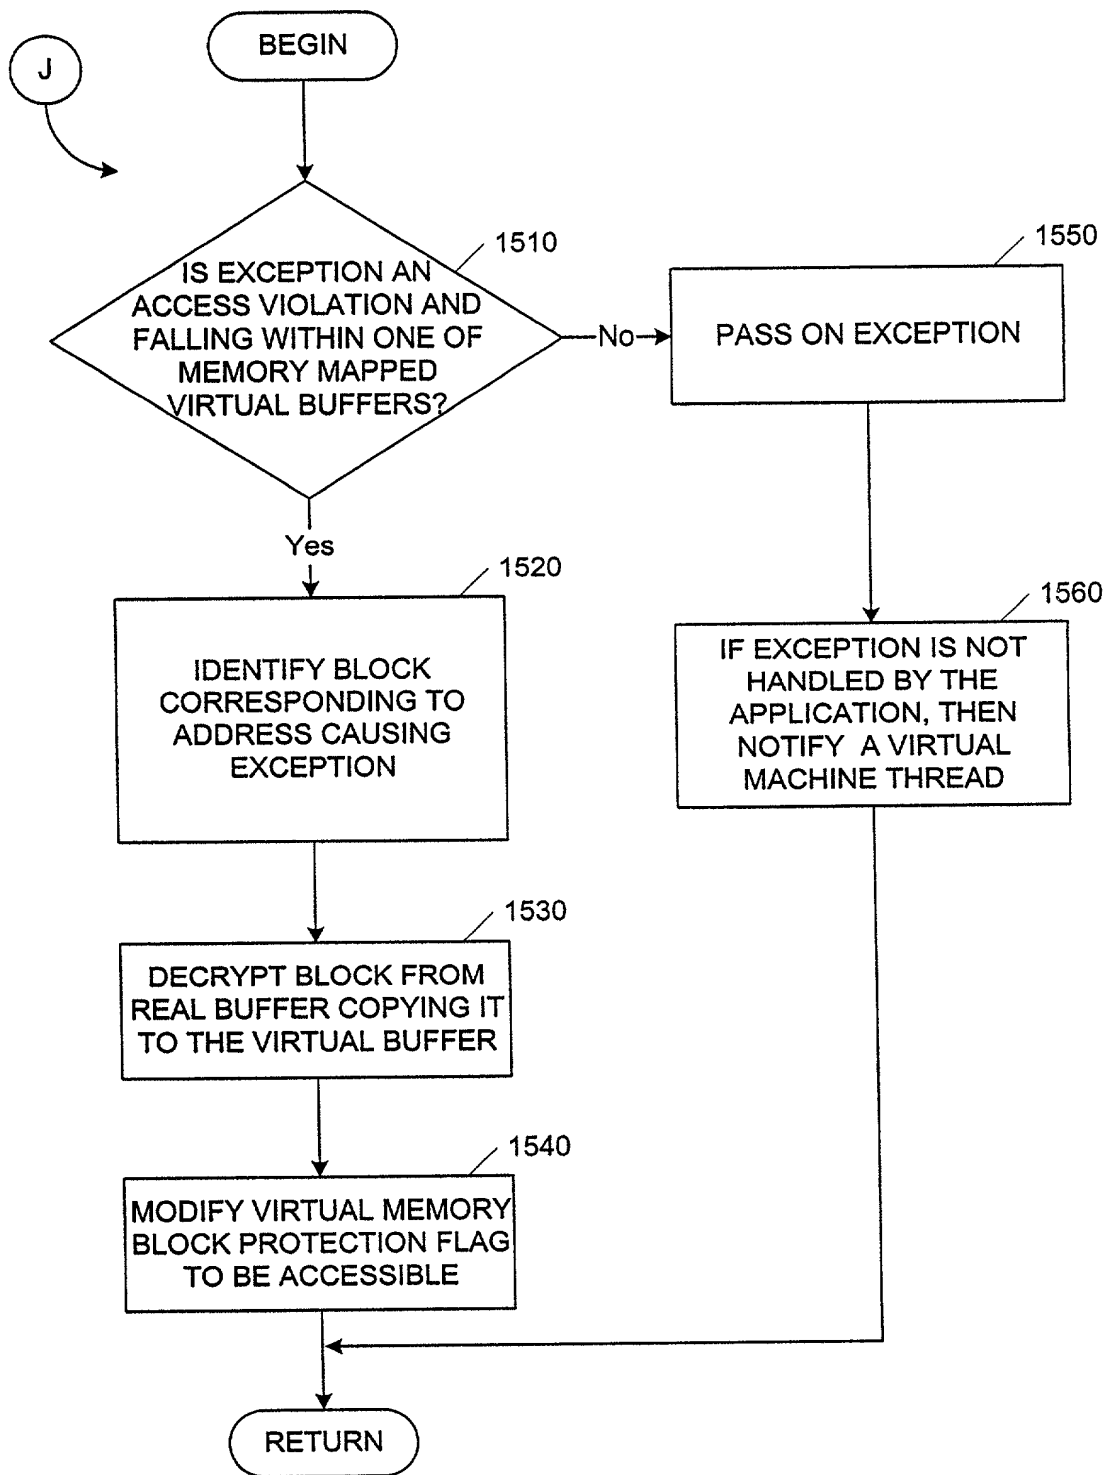 J
BEGIN
1510
IS EXCEPTION AN
ACCESS VIOLATION AND
FALLING WITHIN ONE OF
MEMORY MAPPED
VIRTUAL BUFFERS?
No
1550
PASS ON EXCEPTION
Yes
1520
IDENTIFY BLOCK
CORRESPONDING TO
ADDRESS CAUSING
EXCEPTION
1560
IF EXCEPTION IS NOT
HANDLED BY THE
APPLICATION, THEN
NOTIFY A VIRTUAL
MACHINE THREAD
1530
DECRYPT BLOCK FROM
REAL BUFFER COPYING IT
TO THE VIRTUAL BUFFER
1540
MODIFY VIRTUAL MEMORY
BLOCK PROTECTION FLAG
TO BE ACCESSIBLE
RETURN